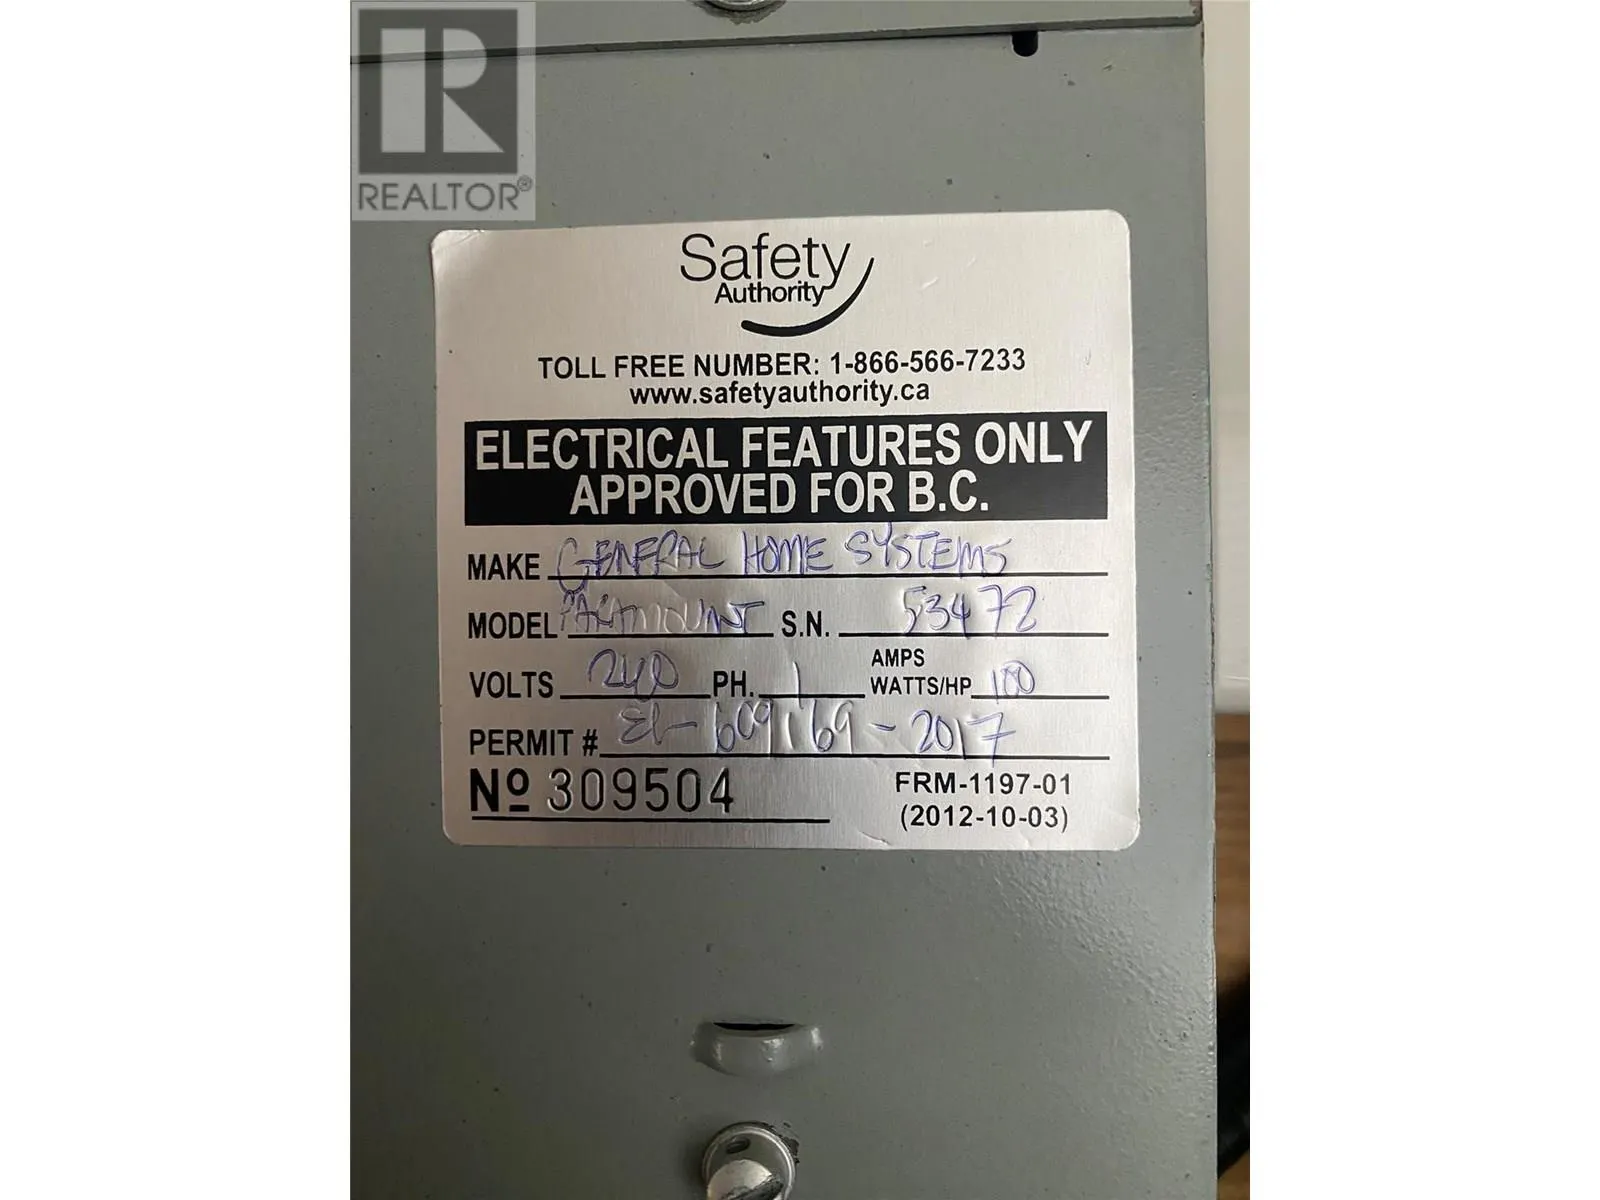 REALTOR®
Safety
Authority
TOLL FREE NUMBER: 1-866-566-7233
www.safetyauthority.ca
ELECTRICAL FEATURES ONLY
APPROVED FOR B.C.
MAKE GENERAL HOME SYSTEMS
MODEL PARAMOUNT S.N. 53472
VOLTS 240 PH. 1 AMPS WATTS/HP 100
PERMIT # El-609169-2017
Nº 309504
FRM-1197-01
(2012-10-03)